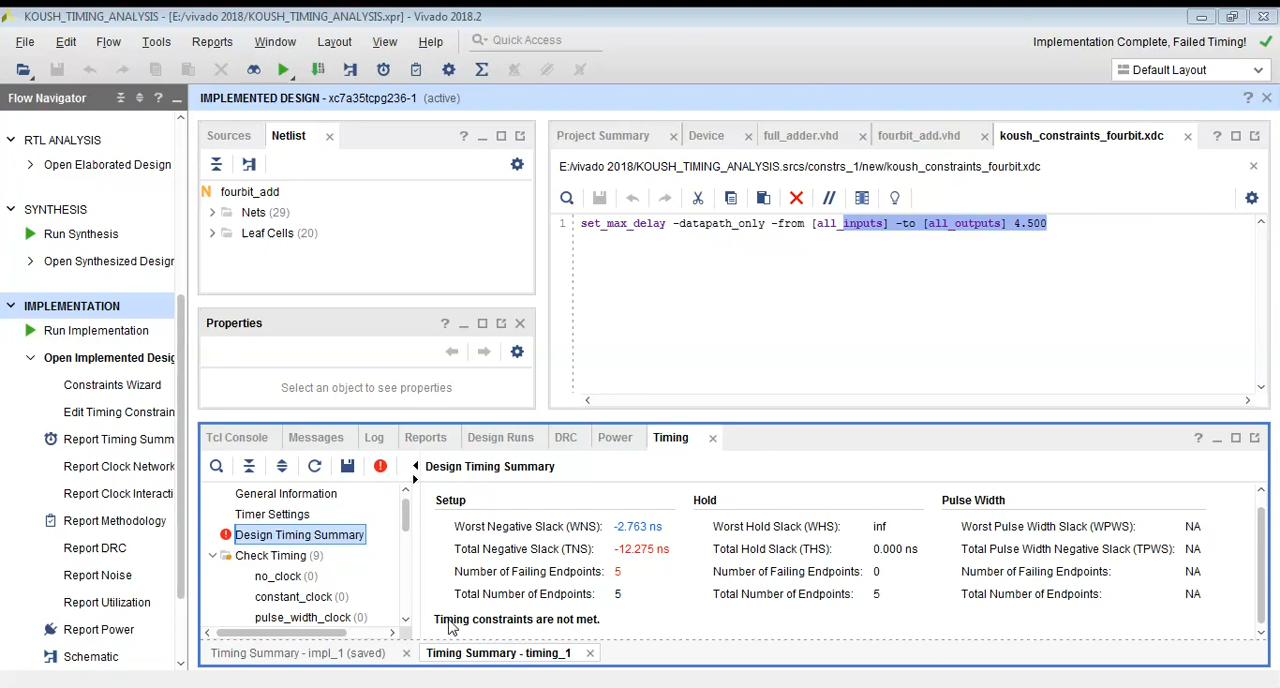 KOUSH_TIMING_ANALYSIS - [E:/vivado 2018/KOUSH_TIMING_ANALYSIS.xpr] - Vivado 2018.2
File Edit Flow Tools Reports Window Layout View Help Quick Access Implementation Complete, Failed Timing!
Default Layout
Flow Navigator
IMPLEMENTED DESIGN - xc7a35tcpg236-1 (active)
RTL ANALYSIS
Open Elaborated Design
SYNTHESIS
Run Synthesis
Open Synthesized Design
IMPLEMENTATION
Run Implementation
Open Implemented Desig
Constraints Wizard
Edit Timing Constrain
Report Timing Summ
Report Clock Network
Report Clock Interacti
Report Methodology
Report DRC
Report Noise
Report Utilization
Report Power
Schematic
Sources Netlist
fourbit_add
Nets (29)
Leaf Cells (20)
Properties
Select an object to see properties
Project Summary Device full_adder.vhd fourbit_add.vhd koush_constraints_fourbit.xdc
E:/vivado 2018/KOUSH_TIMING_ANALYSIS.srcs/constrs_1/new/koush_constraints_fourbit.xdc
1 set_max_delay -datapath_only -from [all_inputs] -to [all_outputs] 4.500
Tcl Console Messages Log Reports Design Runs DRC Power Timing
General Information
Timer Settings
Design Timing Summary
Check Timing (9)
no_clock (0)
constant_clock (0)
pulse_width_clock (0)
Design Timing Summary
Setup Hold Pulse Width
Worst Negative Slack (WNS): -2.763 ns Worst Hold Slack (WHS): inf Worst Pulse Width Slack (WPWS): NA
Total Negative Slack (TNS): -12.275 ns Total Hold Slack (THS): 0.000 ns Total Pulse Width Negative Slack (TPWS): NA
Number of Failing Endpoints: 5 Number of Failing Endpoints: 0 Number of Failing Endpoints: NA
Total Number of Endpoints: 5 Total Number of Endpoints: 5 Total Number of Endpoints: NA
Timing constraints are not met.
Timing Summary - impl_1 (saved) Timing Summary - timing_1